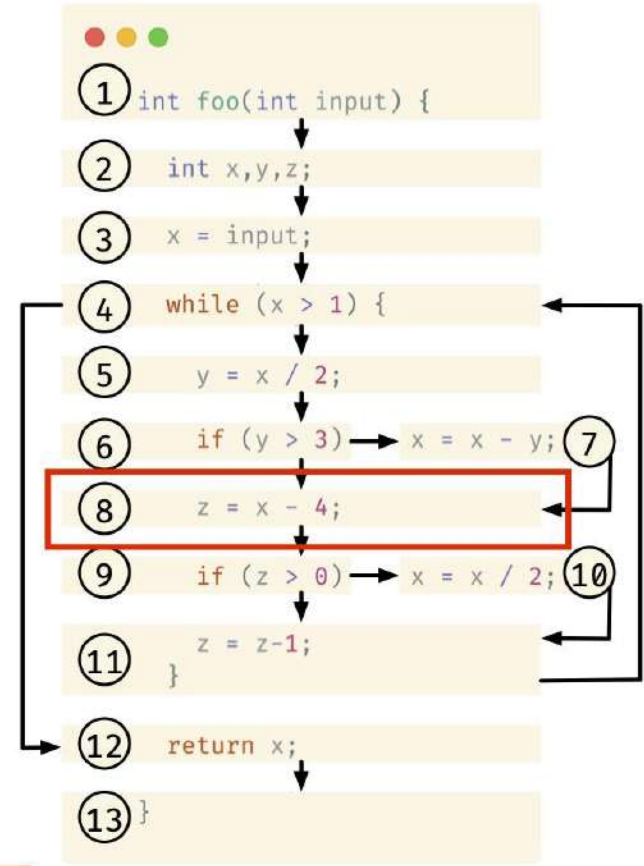 1 int foo(int input) {
2 int x,y,z;
3 x = input;
4 while (x > 1) {
5 y = x / 2;
6 if (y > 3) x = x - y; 7
8 z = x - 4;
9 if (z > 0) x = x / 2; 10
z = z-1;
11 }
12 return x;
13 }